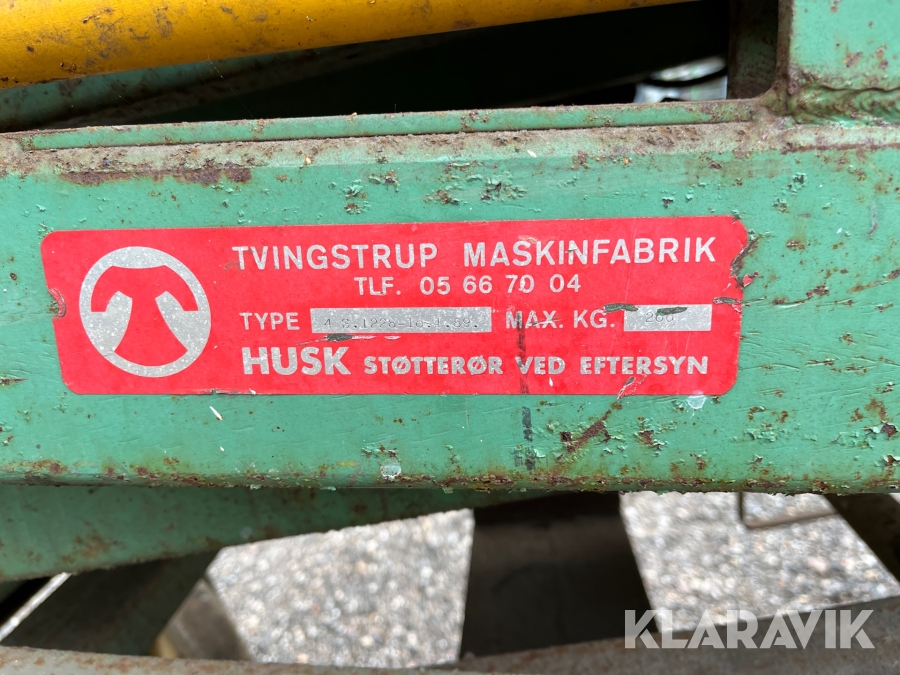 TVINGSTRUP MASKINFABRIK
TLF. 05 66 70 04
TYPE MAX. KG.
HUSK STØTTERØR VED EFTERSYN
KLARAVIK